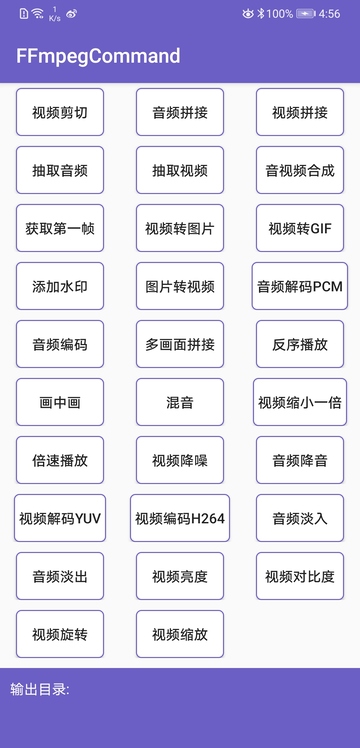 1 K/s 100% 4:56
FFmpegCommand
视频剪切 音频拼接 视频拼接
抽取音频 抽取视频 音视频合成
获取第一帧 视频转图片 视频转GIF
添加水印 图片转视频 音频解码PCM
音频编码 多画面拼接 反序播放
画中画 混音 视频缩小一倍
倍速播放 视频降噪 音频降音
视频解码YUV 视频编码H264 音频淡入
音频淡出 视频亮度 视频对比度
视频旋转 视频缩放
输出目录: